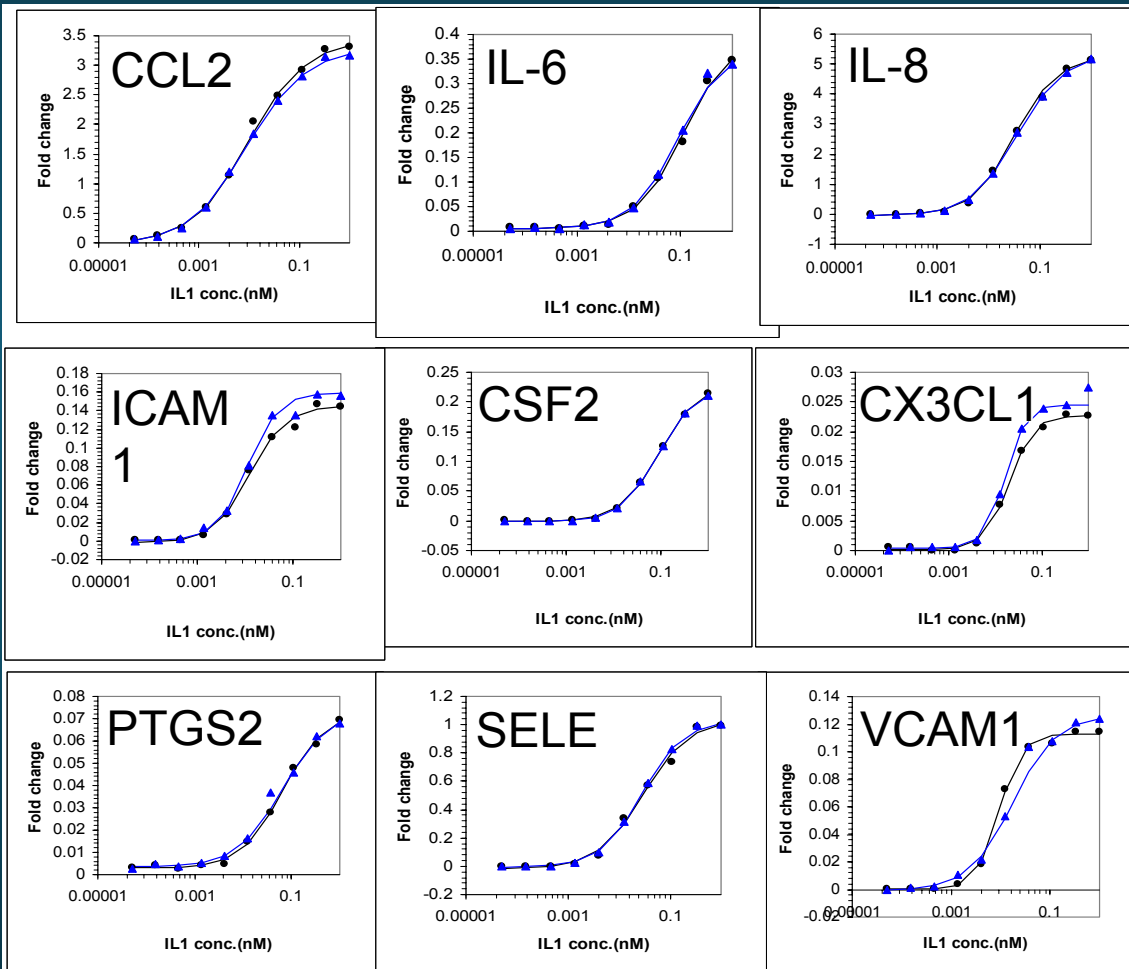 CCL2
Fold change
3.5
3
2.5
2
1.5
1
0.5
0
0.00001 0.001 0.1
IL1 conc.(nM)
IL-6
Fold change
0.4
0.35
0.3
0.25
0.2
0.15
0.1
0.05
0
0.00001 0.001 0.1
IL1 conc.(nM)
IL-8
Fold change
6
5
4
3
2
1
0
-1
0.00001 0.001 0.1
IL1 conc.(nM)
ICAM
1
Fold change
0.18
0.16
0.14
0.12
0.1
0.08
0.06
0.04
0.02
0
-0.02
0.00001 0.001 0.1
IL1 conc.(nM)
CSF2
Fold change
0.25
0.2
0.15
0.1
0.05
0
-0.05
0.00001 0.001 0.1
IL1 conc.(nM)
CX3CL1
Fold change
0.03
0.025
0.02
0.015
0.01
0.005
0
0.00001 0.001 0.1
IL1 conc.(nM)
PTGS2
Fold change
0.08
0.07
0.06
0.05
0.04
0.03
0.02
0.01
0
0.00001 0.001 0.1
IL1 conc.(nM)
SELE
Fold change
1.2
1
0.8
0.6
0.4
0.2
0
-0.2
0.00001 0.001 0.1
IL1 conc.(nM)
VCAM1
Fold change
0.14
0.12
0.1
0.08
0.06
0.04
0.02
0
-0.02
0.00001 0.001 0.1
IL1 conc.(nM)